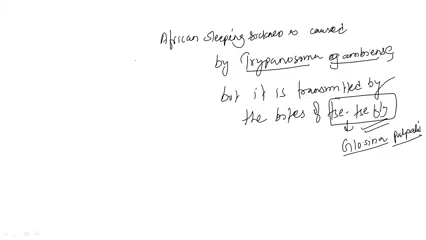 African sleeping sickness is caused
by Trypanosoma gambiense,
but it is transmitted by
the bites of tse-tse fly
Glosina palpalis